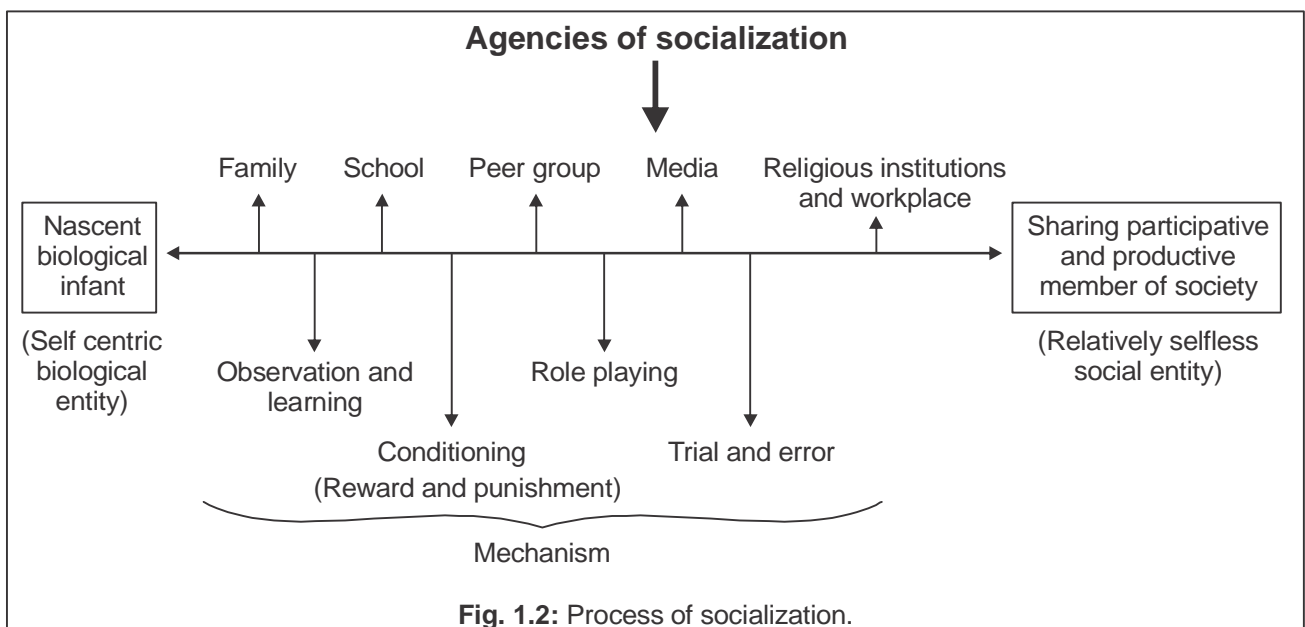 Agencies of socialization
Family
School
Peer group
Media
Religious institutions
and workplace
Nascent
biological
infant
Sharing participative
and productive
member of society
(Self centric
biological
entity)
(Relatively selfless
social entity)
Observation and
learning
Role playing
Conditioning
(Reward and punishment)
Trial and error
Mechanism
Fig. 1.2: Process of socialization.